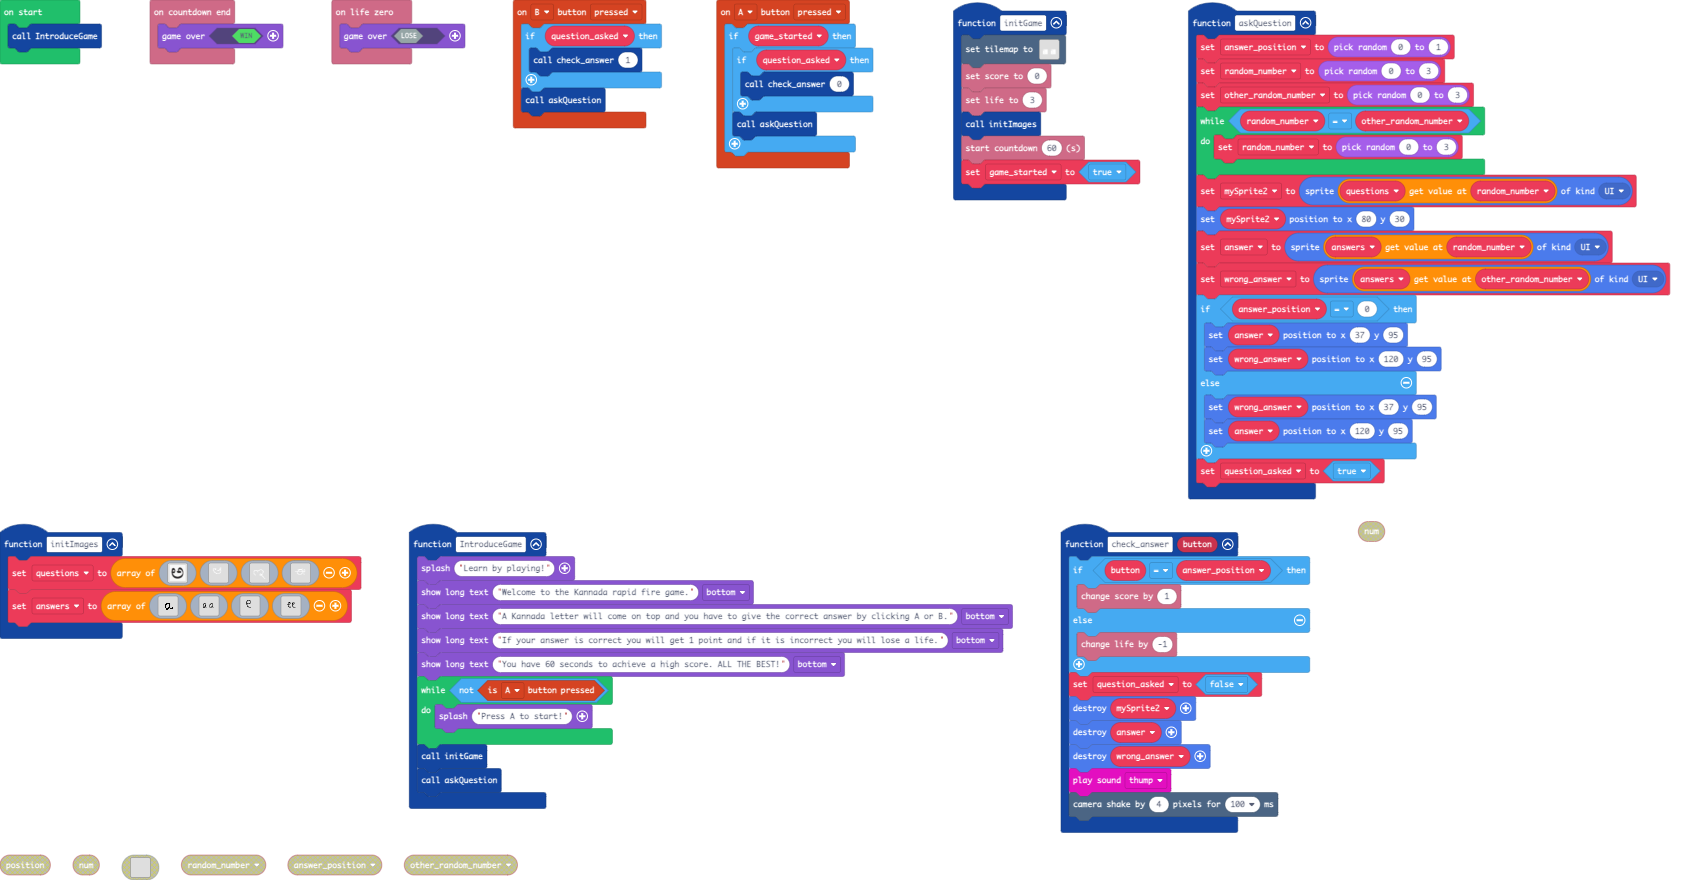 on start
call IntroduceGame
on countdown end
game over WIN
on life zero
game over LOSE
on B button pressed
if question_asked then
call check_answer 1
call askQuestion
on A button pressed
if game_started then
if question_asked then
call check_answer 0
call askQuestion
function initGame
set tilemap to
set score to 0
set life to 3
call initImages
start countdown 60 (s)
set game_started to true
function askQuestion
set answer_position to pick random 0 to 1
set random_number to pick random 0 to 3
set other_random_number to pick random 0 to 3
while random_number = other_random_number
do set random_number to pick random 0 to 3
set mySprite2 to sprite questions get value at random_number of kind UI
set mySprite2 position to x 80 y 30
set answer to sprite answers get value at random_number of kind UI
set wrong_answer to sprite answers get value at other_random_number of kind UI
if answer_position = 0 then
set answer position to x 37 y 95
set wrong_answer position to x 120 y 95
else
set wrong_answer position to x 37 y 95
set answer position to x 120 y 95
set question_asked to true
function initImages
set questions to array of
set answers to array of a aa e ee
function IntroduceGame
splash "Learn by playing!"
show long text "Welcome to the Kannada rapid fire game." bottom
show long text "A Kannada letter will come on top and you have to give the correct answer by clicking A or B." bottom
show long text "If your answer is correct you will get 1 point and if it is incorrect you will lose a life." bottom
show long text "You have 60 seconds to achieve a high score. ALL THE BEST!" bottom
while not is A button pressed
do splash "Press A to start!"
call initGame
call askQuestion
function check_answer button
if button = answer_position then
change score by 1
else
change life by -1
set question_asked to false
destroy mySprite2
destroy answer
destroy wrong_answer
play sound thump
camera shake by 4 pixels for 100 ms
num
position num random_number answer_position other_random_number